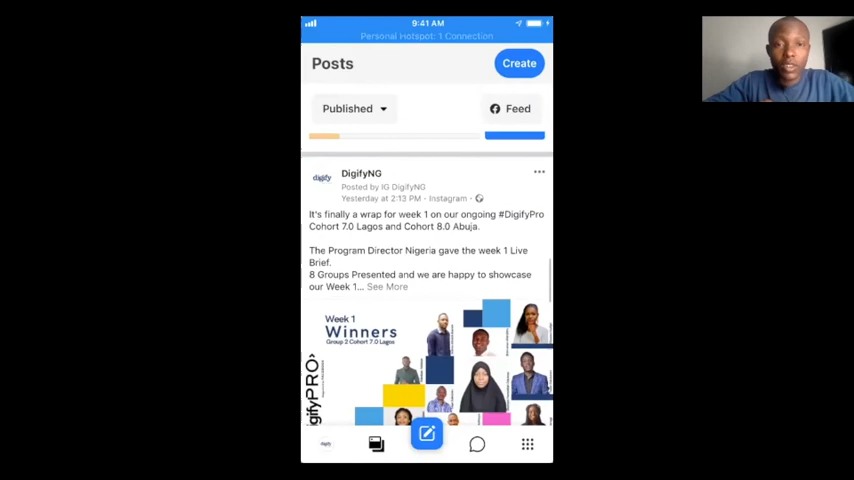 9:41 AM
Personal Hotspot: 1 Connection
Posts
Create
Published
Feed
digify
DigifyNG
Posted by IG DigifyNG
Yesterday at 2:13 PM · Instagram ·
It's finally a wrap for week 1 on our ongoing #DigifyPro
Cohort 7.0 Lagos and Cohort 8.0 Abuja.
The Program Director Nigeria gave the week 1 Live
Brief.
8 Groups Presented and we are happy to showcase
our Week 1... See More
Week 1
Winners
Group 2 Cohort 7.0 Lagos
igifyPRO
digify